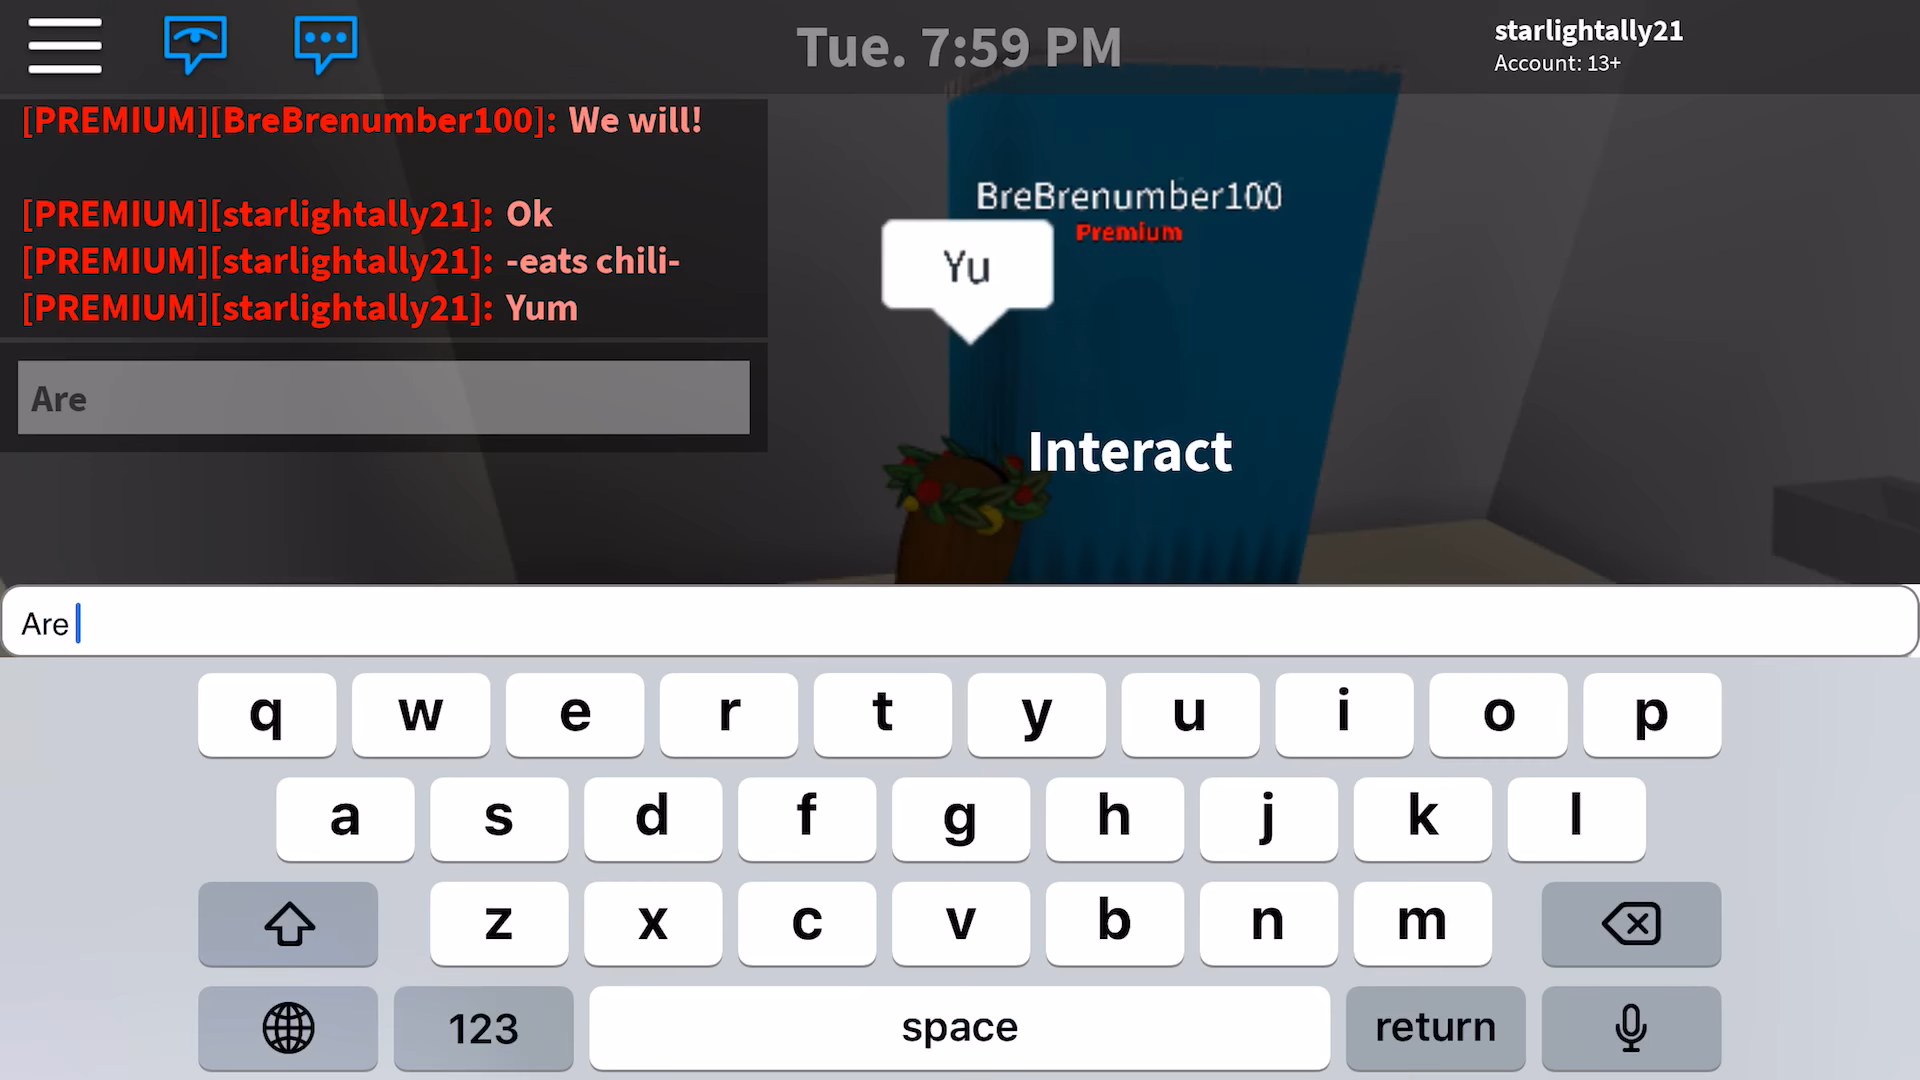 Tue. 7:59 PM
starlightally21
Account: 13+
[PREMIUM][BreBrenumber100]: We will!
[PREMIUM][starlightally21]: Ok
[PREMIUM][starlightally21]: -eats chili-
[PREMIUM][starlightally21]: Yum
Are
BreBrenumber100
Premium
Yu
Interact
Are
q w e r t y u i o p
a s d f g h j k l
z x c v b n m
123 space return